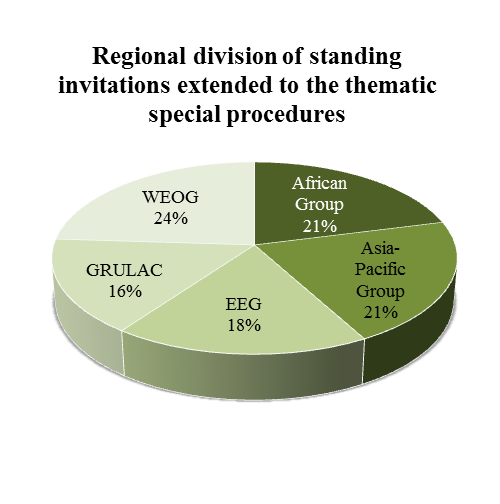 Regional division of standing
invitations extended to the thematic
special procedures
African
Group
21%
Asia-
Pacific
Group
21%
EEG
18%
GRULAC
16%
WEOG
24%